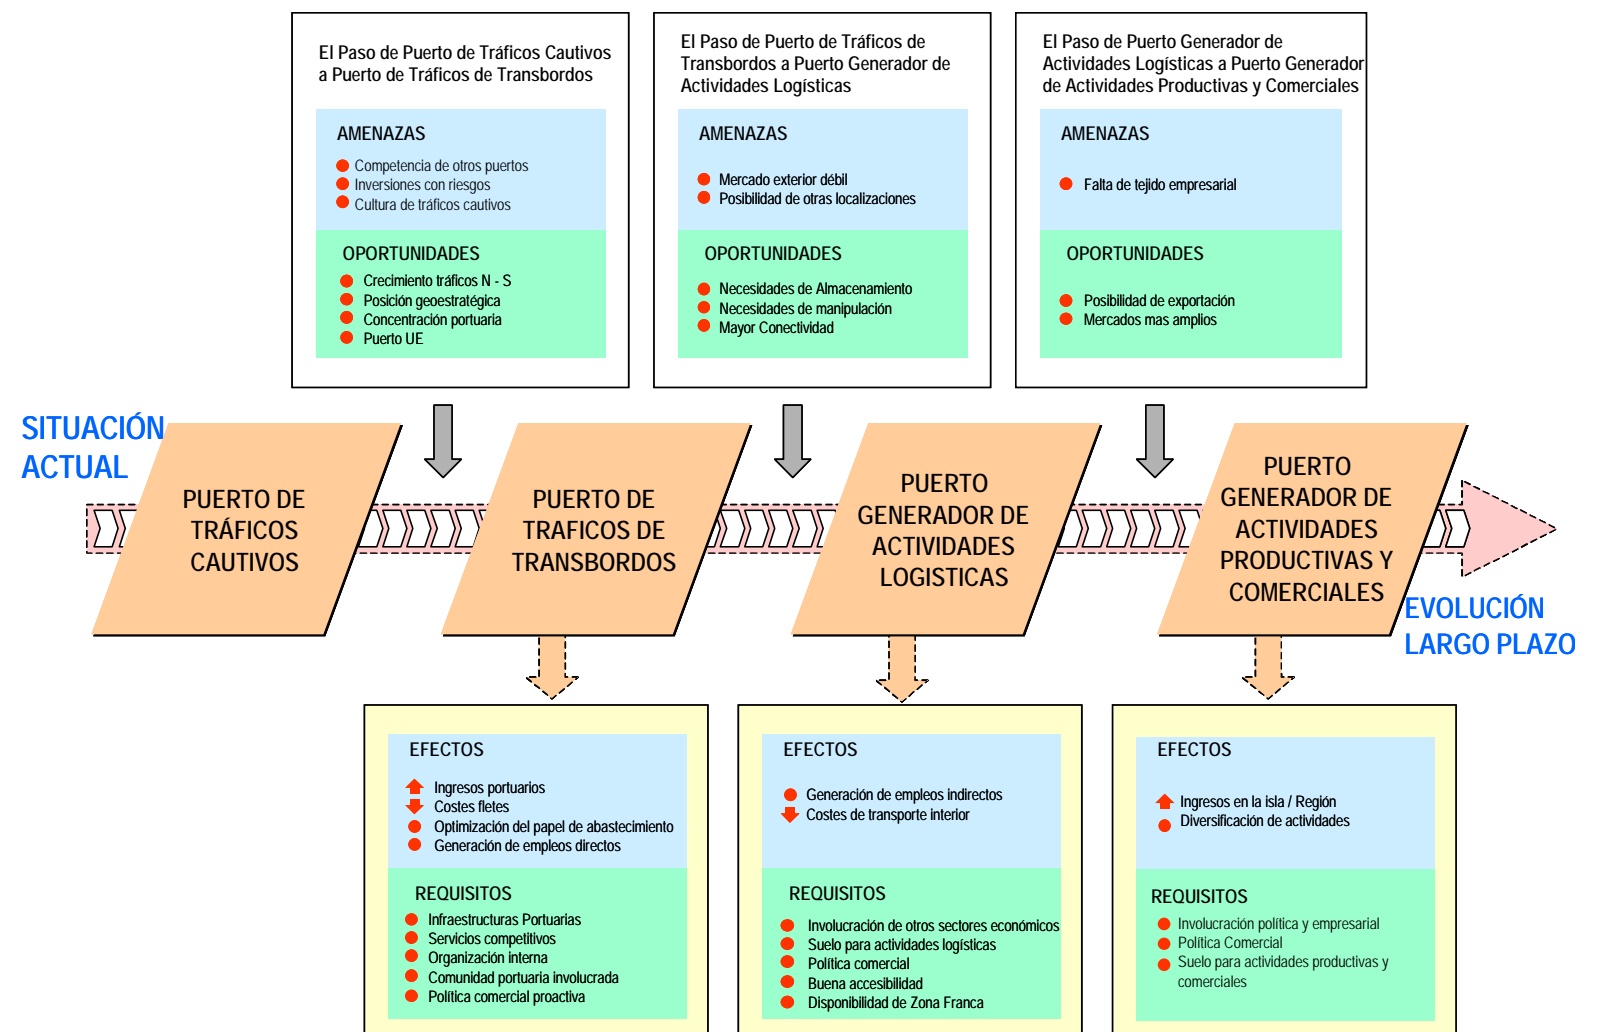 El Paso de Puerto de Tráficos Cautivos
a Puerto de Tráficos de Transbordos
AMENAZAS
Competencia de otros puertos
Inversiones con riesgos
Cultura de tráficos cautivos
OPORTUNIDADES
Crecimiento tráficos N - S
Posición geoestratégica
Concentración portuaria
Puerto UE
El Paso de Puerto de Tráficos de
Transbordos a Puerto Generador de
Actividades Logísticas
AMENAZAS
Mercado exterior débil
Posibilidad de otras localizaciones
OPORTUNIDADES
Necesidades de Almacenamiento
Necesidades de manipulación
Mayor Conectividad
El Paso de Puerto Generador de
Actividades Logísticas a Puerto Generador
de Actividades Productivas y Comerciales
AMENAZAS
Falta de tejido empresarial
OPORTUNIDADES
Posibilidad de exportación
Mercados mas amplios
SITUACIÓN
ACTUAL
PUERTO DE
TRÁFICOS
CAUTIVOS
PUERTO DE
TRAFICOS DE
TRANSBORDOS
PUERTO
GENERADOR DE
ACTIVIDADES
LOGISTICAS
PUERTO
GENERADOR DE
ACTIVIDADES
PRODUCTIVAS Y
COMERCIALES
EVOLUCIÓN
LARGO PLAZO
EFECTOS
Ingresos portuarios
Costes fletes
Optimización del papel de abastecimiento
Generación de empleos directos
REQUISITOS
Infraestructuras Portuarias
Servicios competitivos
Organización interna
Comunidad portuaria involucrada
Política comercial proactiva
EFECTOS
Generación de empleos indirectos
Costes de transporte interior
REQUISITOS
Involucración de otros sectores económicos
Suelo para actividades logísticas
Política comercial
Buena accesibilidad
Disponibilidad de Zona Franca
EFECTOS
Ingresos en la isla / Región
Diversificación de actividades
REQUISITOS
Involucración política y empresarial
Política Comercial
Suelo para actividades productivas y
comerciales